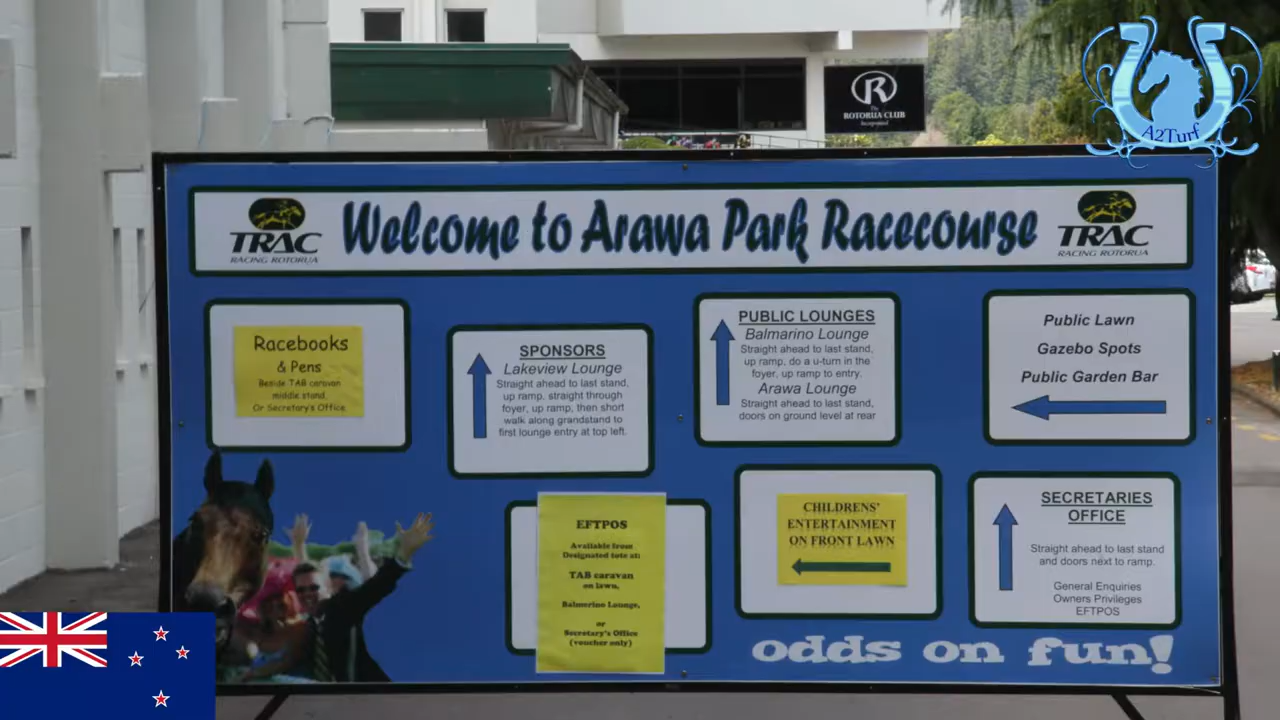 A2Turf
R
The
ROTORUA CLUB
Incorporated
TRAC
RACING ROTORUA
Welcome to Arawa Park Racecourse
TRAC
RACING ROTORUA
Racebooks
& Pens
Beside TAB caravan
middle stand.
Or Secretary's Office.
SPONSORS
Lakeview Lounge
Straight ahead to last stand,
up ramp, straight through
foyer, up ramp, then short
walk along grandstand to
first lounge entry at top left.
PUBLIC LOUNGES
Balmarino Lounge
Straight ahead to last stand,
up ramp, do a u-turn in the
foyer, up ramp to entry.
Arawa Lounge
Straight ahead to last stand,
doors on ground level at rear
Public Lawn
Gazebo Spots
Public Garden Bar
EFTPOS
Available from
Designated tote at:
TAB caravan
on lawn,
Balmerino Lounge,
or
Secretary's Office
(voucher only)
CHILDRENS'
ENTERTAINMENT
ON FRONT LAWN
SECRETARIES
OFFICE
Straight ahead to last stand
and doors next to ramp.
General Enquiries
Owners Privileges
EFTPOS
odds on fun!